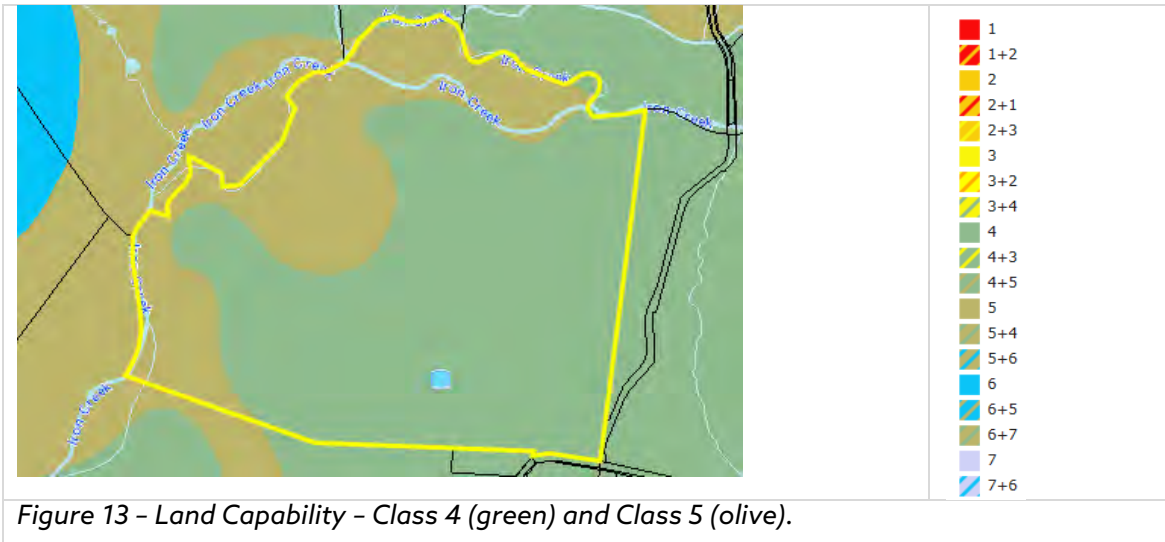 Iron Creek
Iron Creek
Iron Creek
Iron Creek
Iron Creek
Iron Creek
Iron Creek
1
1+2
2
2+1
2+3
3
3+2
3+4
4
4+3
4+5
5
5+4
5+6
6
6+5
6+7
7
7+6
Figure 13 – Land Capability – Class 4 (green) and Class 5 (olive).